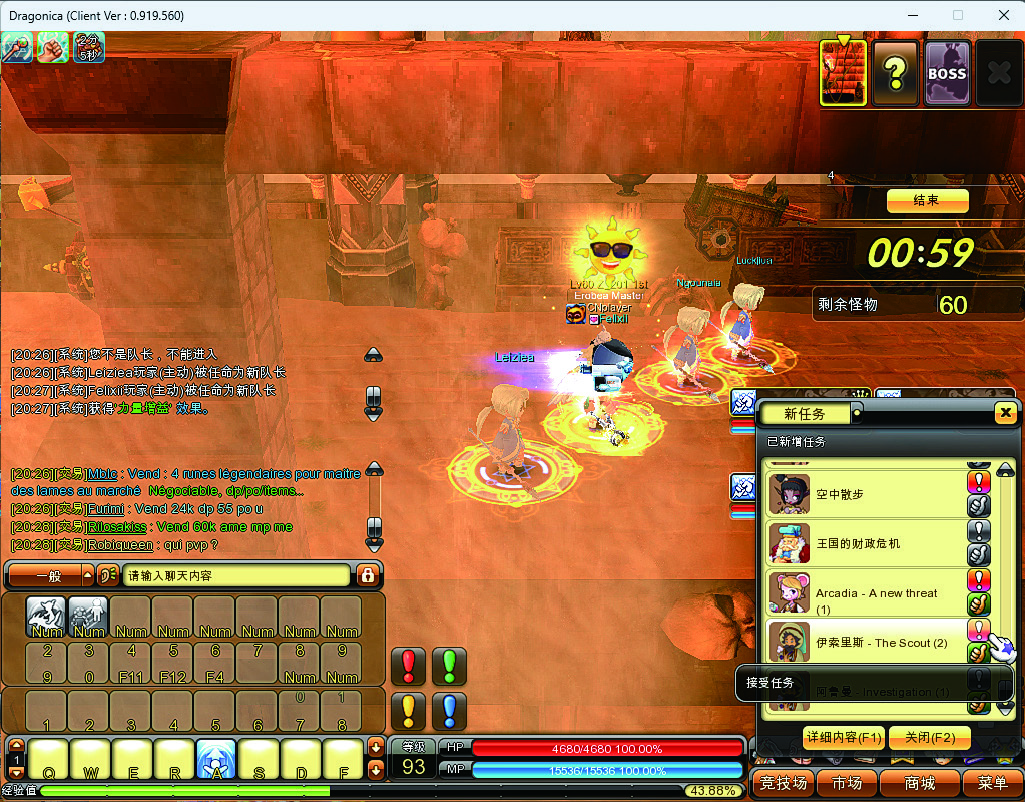 Dragonica (Client Ver : 0.919.560)
2分
5秒
?
BOSS
4
结束
00:59
剩余怪物 60
Luckjloa
Ngounaia
Erobea Master
CNplayer
Felixii
Leiziea
[20:26][系统]您不是队长，不能进入
[20:26][系统]Leiziea玩家(主动)被任命为新队长
[20:27][系统]Felixii玩家(主动)被任命为新队长
[20:27][系统]获得'力量增益' 效果。
[20:26][交易]Mblc : Vend : 4 runes légendaires pour maitre
des lames au marché Négociable, dp/po/items...
[20:26][交易]Furimi : Vend 24k dp 55 po u
[20:28][交易]Rilosakiss : Vend 60k ame mp me
[20:28][交易]Robiqueen : qui pvp ?
一般
请输入聊天内容
Num Num Num Num Num Num Num Num
2 3 4 5 6 7 8 9
9 0 F11 F12 F4 Num Num
0 1
1 2 3 4 5 6 7 8
1
Q W E R A S D F
等级
93
HP 4680/4680 100.00%
MP 15536/15536 100.00%
经验值 43.88%
新任务
已新增任务
空中散步
王国的财政危机
Arcadia - A new threat
(1)
伊索里斯 - The Scout (2)
接受任务
阿鲁曼 - Investigation (1)
详细内容(F1)
关闭(F2)
竞技场
市场
商城
菜单